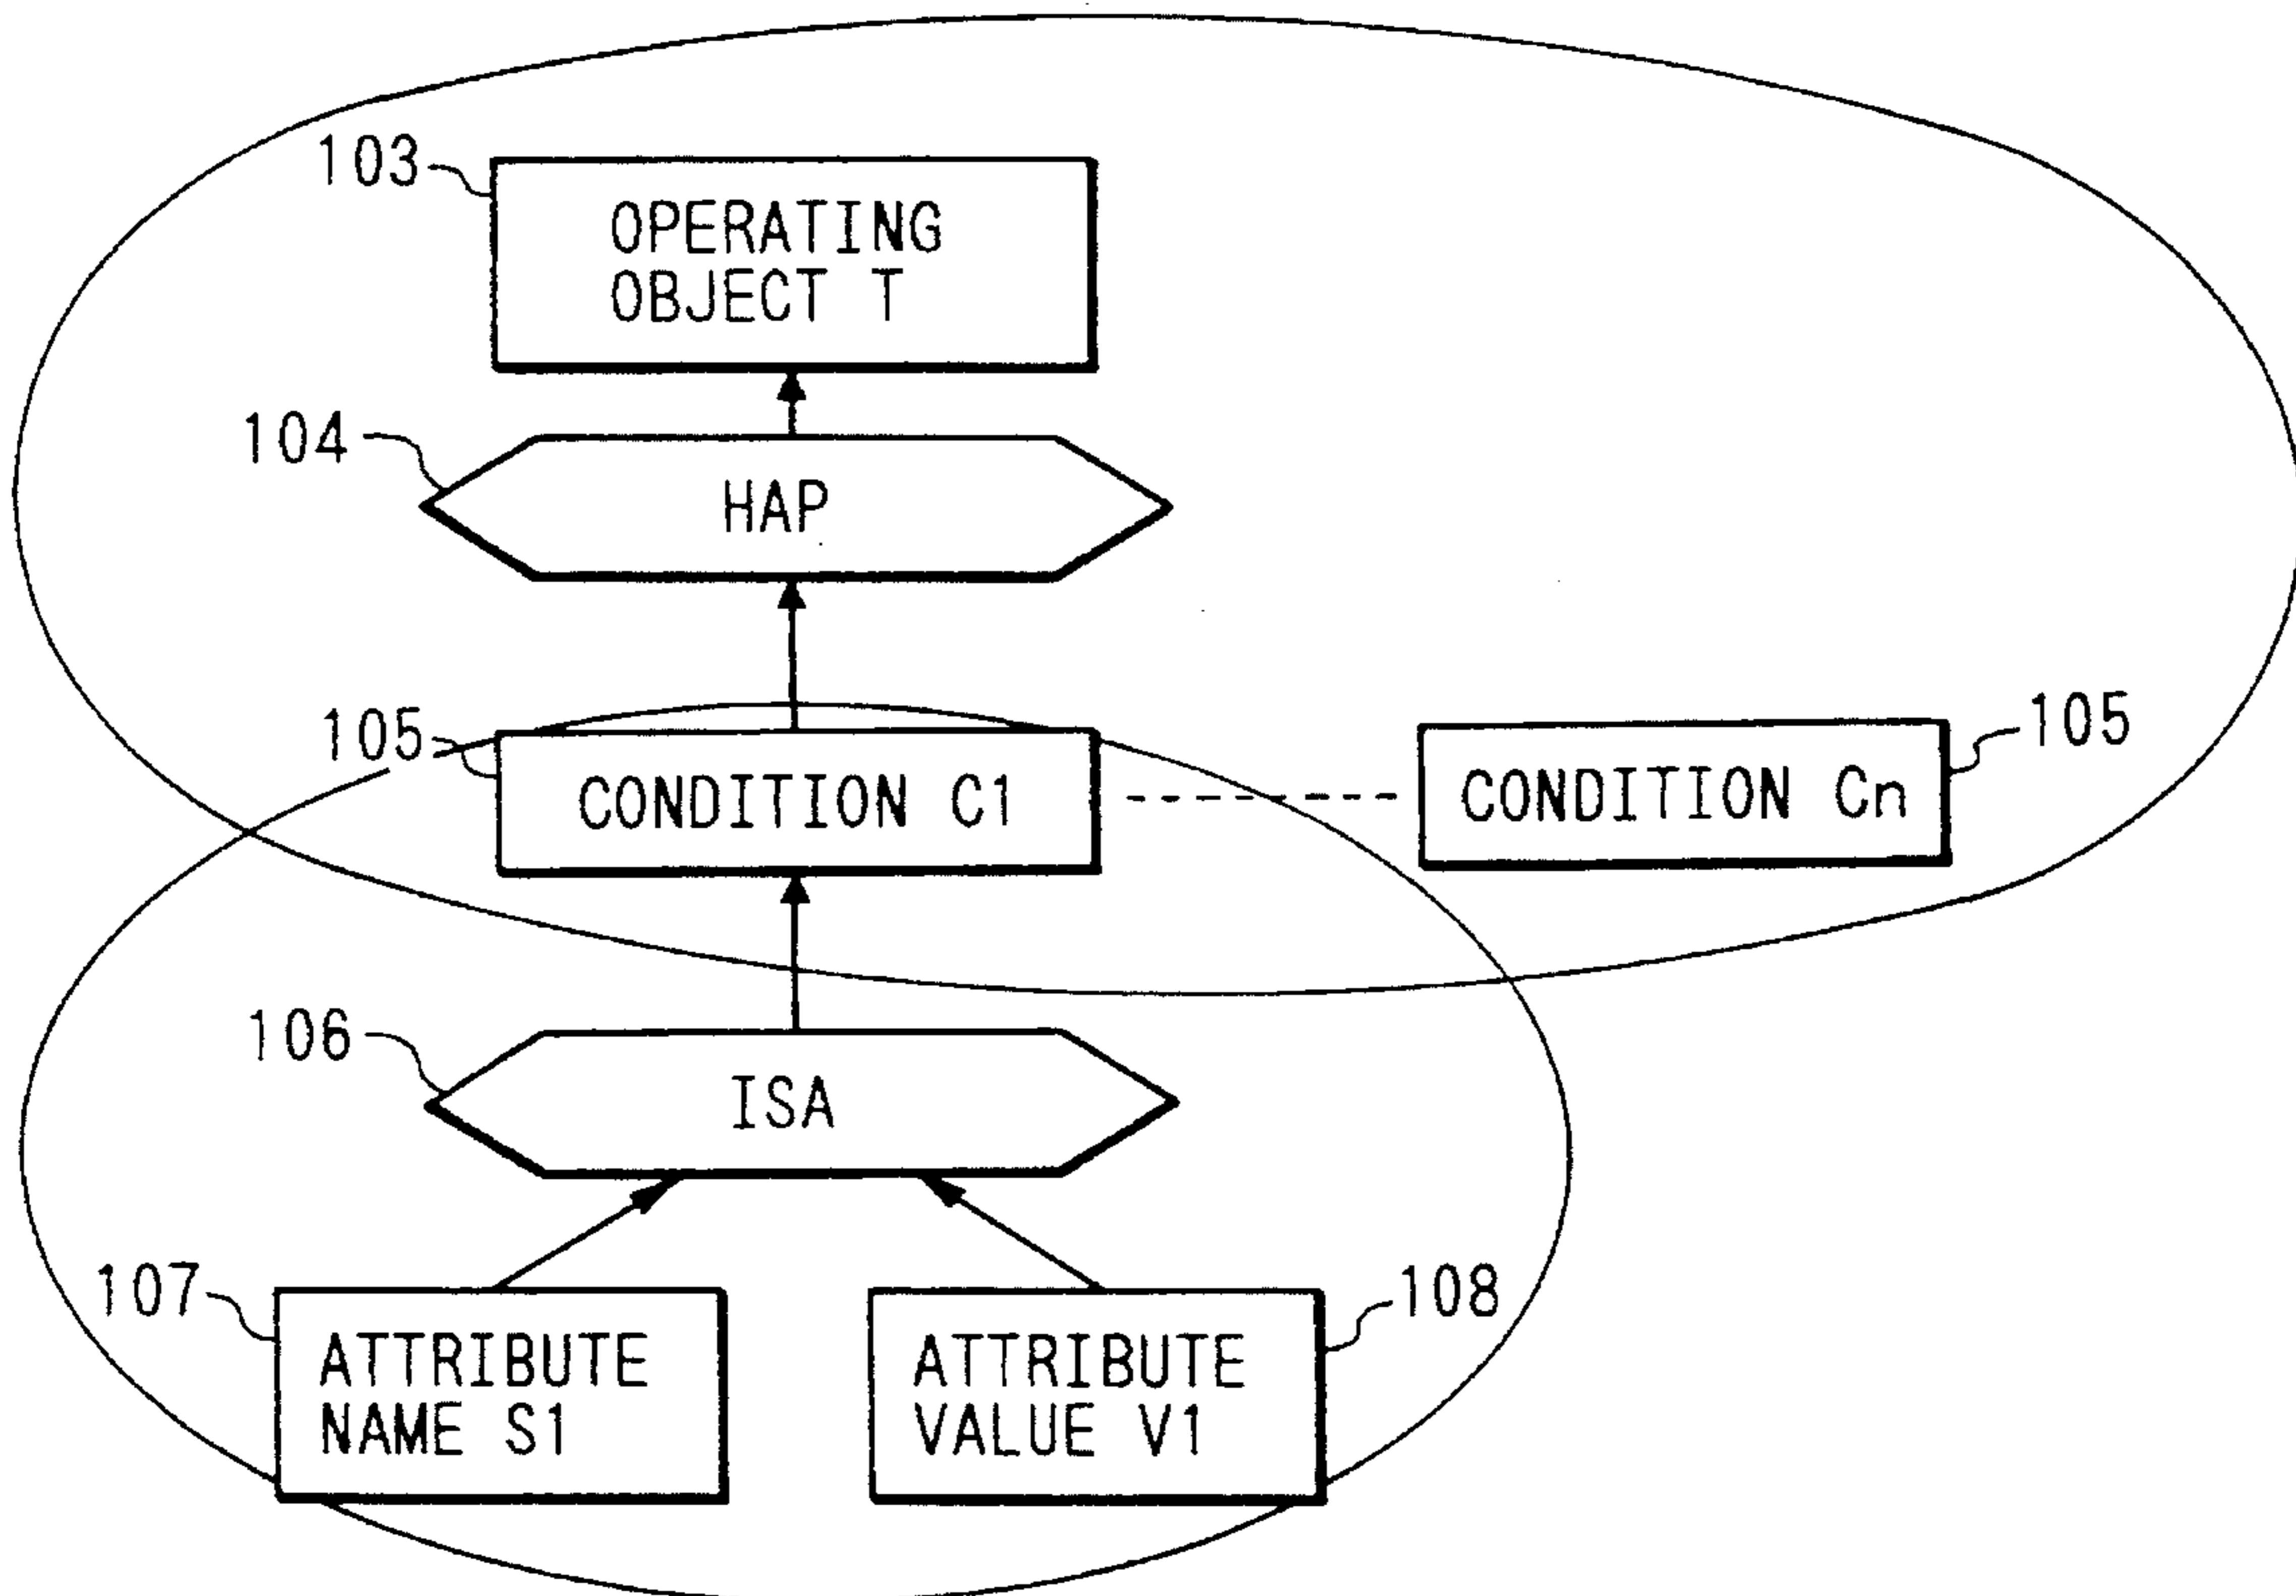 103
OPERATING
OBJECT T
104
HAP
105
CONDITION C1
CONDITION Cn
105
106
ISA
107
ATTRIBUTE
NAME S1
108
ATTRIBUTE
VALUE V1